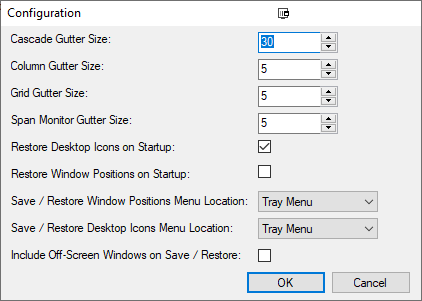 Configuration
Cascade Gutter Size: 30
Column Gutter Size: 5
Grid Gutter Size: 5
Span Monitor Gutter Size: 5
Restore Desktop Icons on Startup:
Restore Window Positions on Startup:
Save / Restore Window Positions Menu Location: Tray Menu
Save / Restore Desktop Icons Menu Location: Tray Menu
Include Off-Screen Windows on Save / Restore:
OK Cancel